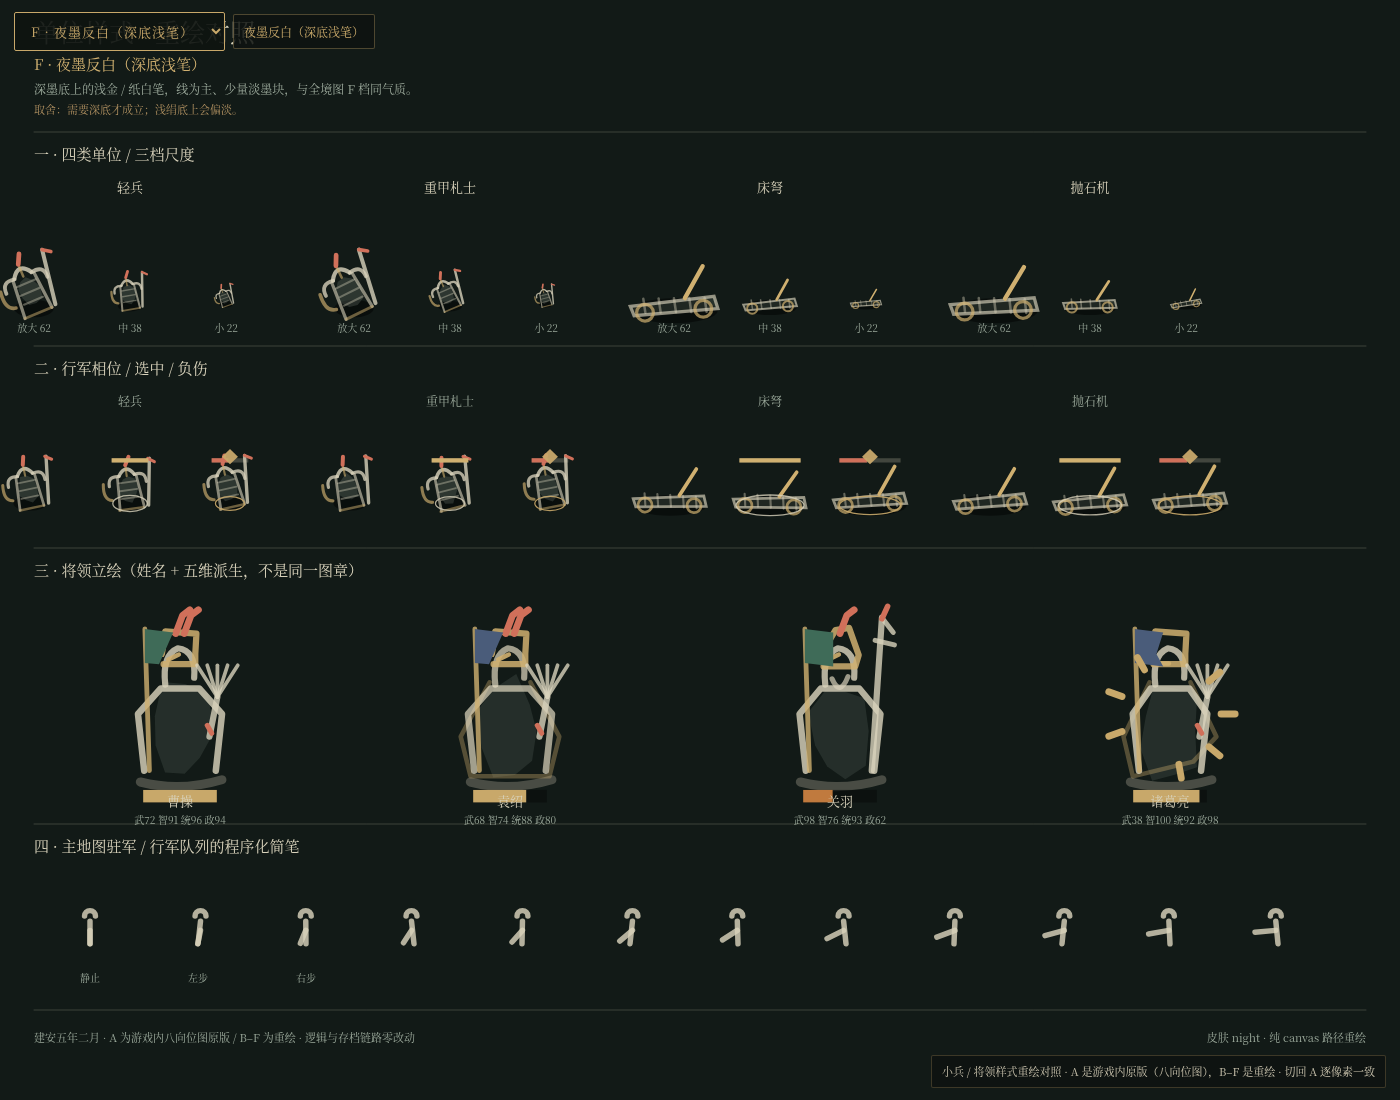 F · 夜墨反白（深底浅笔）
夜墨反白（深底浅笔）
F · 夜墨反白（深底浅笔）
深墨底上的浅金 / 纸白笔，线为主、少量淡墨块，与全境图 F 档同气质。
取舍：需要深底才成立；浅绢底上会偏淡。
一 · 四类单位 / 三档尺度
轻兵 重甲札士 床弩 抛石机
放大 62 中 38 小 22 放大 62 中 38 小 22 放大 62 中 38 小 22 放大 62 中 38 小 22
二 · 行军相位 / 选中 / 负伤
轻兵 重甲札士 床弩 抛石机
三 · 将领立绘（姓名 + 五维派生，不是同一图章）
曹操 袁绍 关羽 诸葛亮
武72 智91 统96 政94 武68 智74 统88 政80 武98 智76 统93 政62 武38 智100 统92 政98
四 · 主地图驻军 / 行军队列的程序化简笔
静止 左步 右步
建安五年二月 · A 为游戏内八向位图原版 / B–F 为重绘 · 逻辑与存档链路零改动
皮肤 night · 纯 canvas 路径重绘
小兵 / 将领样式重绘对照 · A 是游戏内原版（八向位图），B–F 是重绘 · 切回 A 逐像素一致